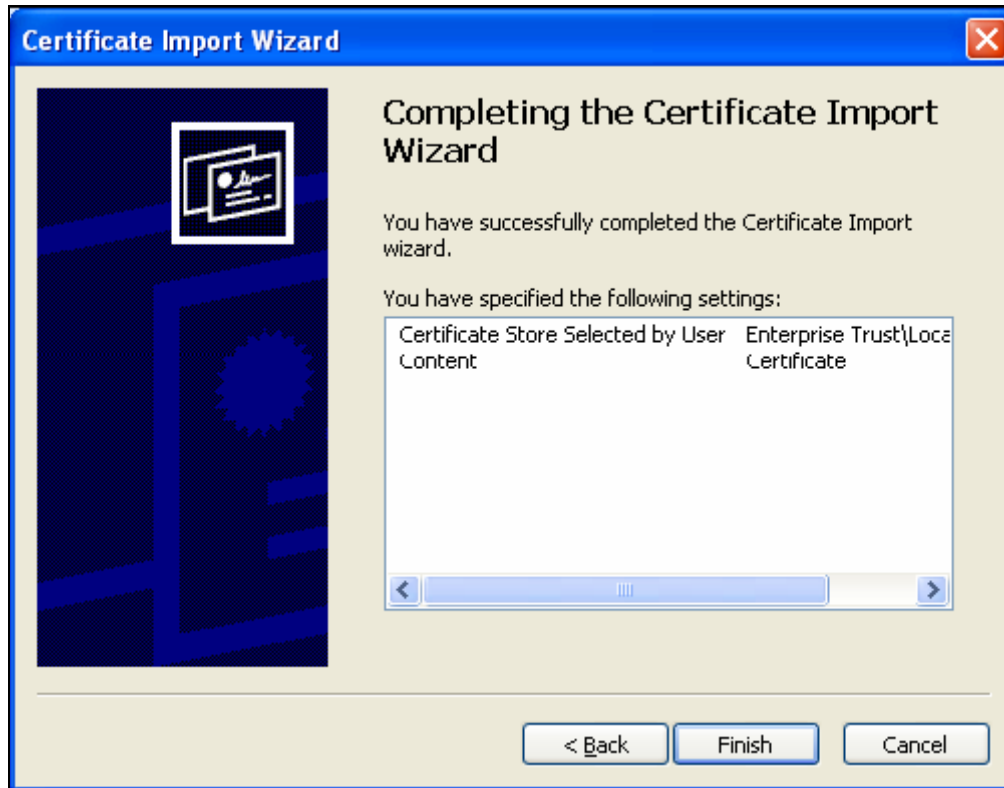 Certificate Import Wizard
Completing the Certificate Import
Wizard
You have successfully completed the Certificate Import
wizard.
You have specified the following settings:
Certificate Store Selected by User Enterprise Trust\Loca
Content Certificate
< Back Finish Cancel